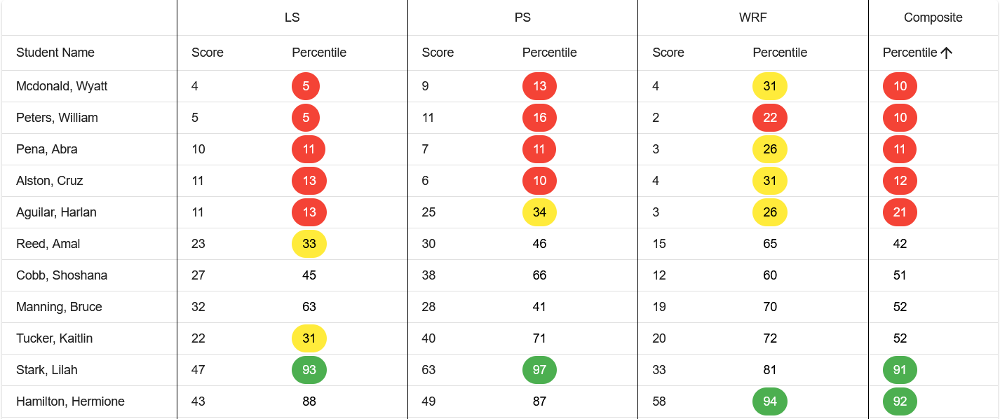 LS PS WRF Composite
Student Name Score Percentile Score Percentile Score Percentile Percentile
Mcdonald, Wyatt 4 5 9 13 4 31 10
Peters, William 5 5 11 16 2 22 10
Pena, Abra 10 11 7 11 3 26 11
Alston, Cruz 11 13 6 10 4 31 12
Aguilar, Harlan 11 13 25 34 3 26 21
Reed, Amal 23 33 30 46 15 65 42
Cobb, Shoshana 27 45 38 66 12 60 51
Manning, Bruce 32 63 28 41 19 70 52
Tucker, Kaitlin 22 31 40 71 20 72 52
Stark, Lilah 47 93 63 97 33 81 91
Hamilton, Hermione 43 88 49 87 58 94 92